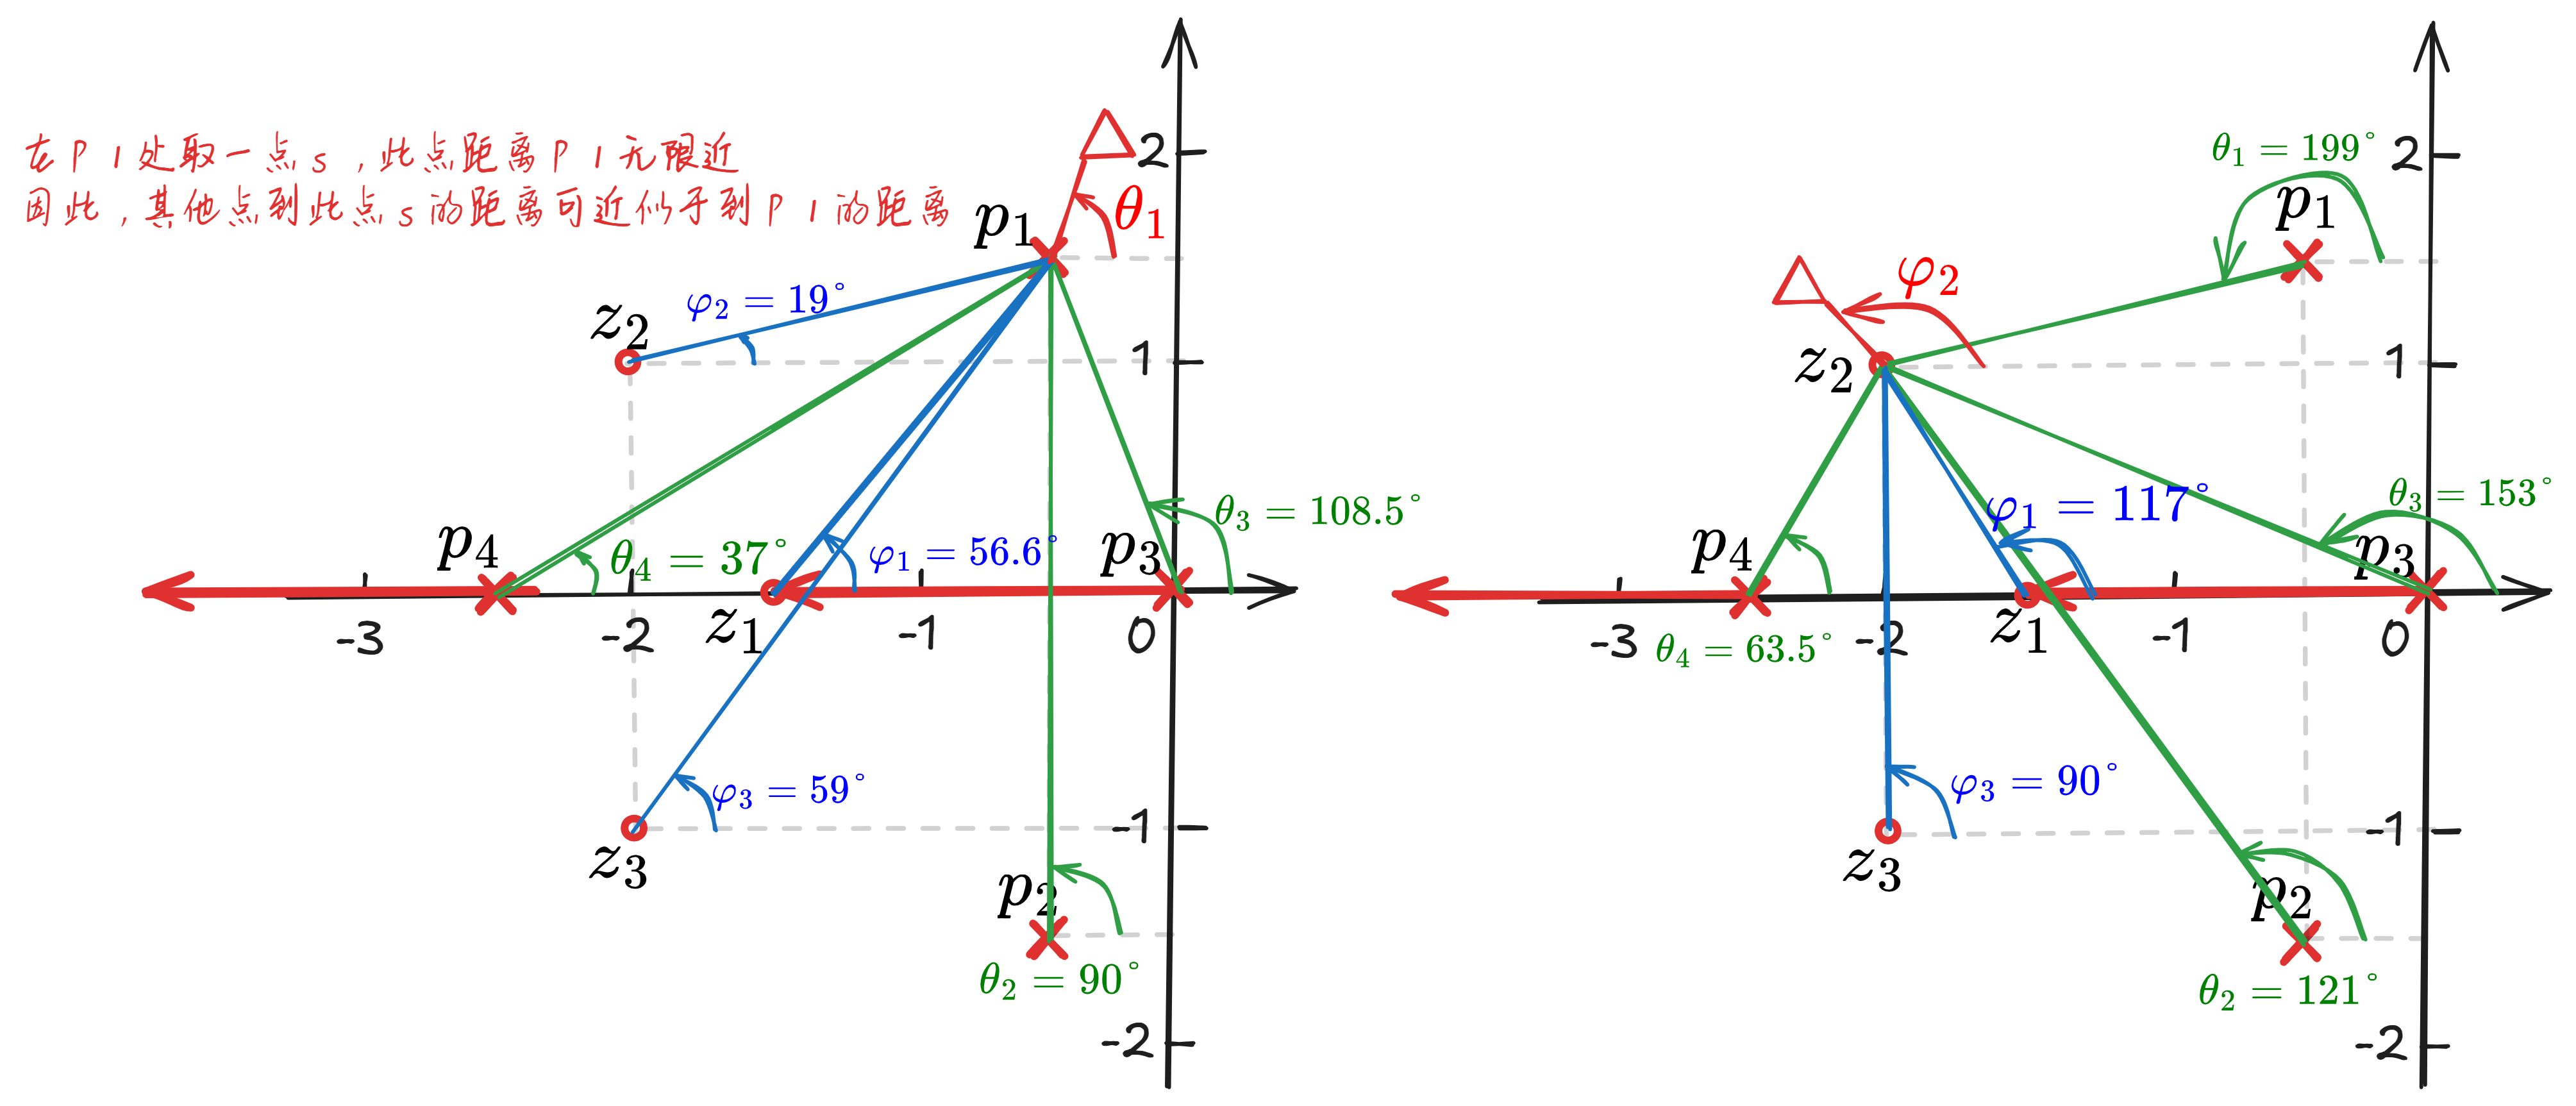 在P1处取一点s,此点距离P1无限近
因此,其他点到此点s的距离可近似于到P1的距离
2
p₁
θ₁
φ₂ = 19°
z₂
1
θ₃ = 108.5°
p₄
θ₄ = 37°
φ₁ = 56.6°
p₃
-3
-2
z₁
-1
0
φ₃ = 59°
-1
z₃
p₂
θ₂ = 90°
-2
θ₁ = 199°
2
p₁
φ₂
z₂
1
φ₁ = 117°
θ₃ = 153°
p₄
p₃
-3
θ₄ = 63.5°
-2
z₁
-1
0
φ₃ = 90°
-1
z₃
p₂
θ₂ = 121°
-2